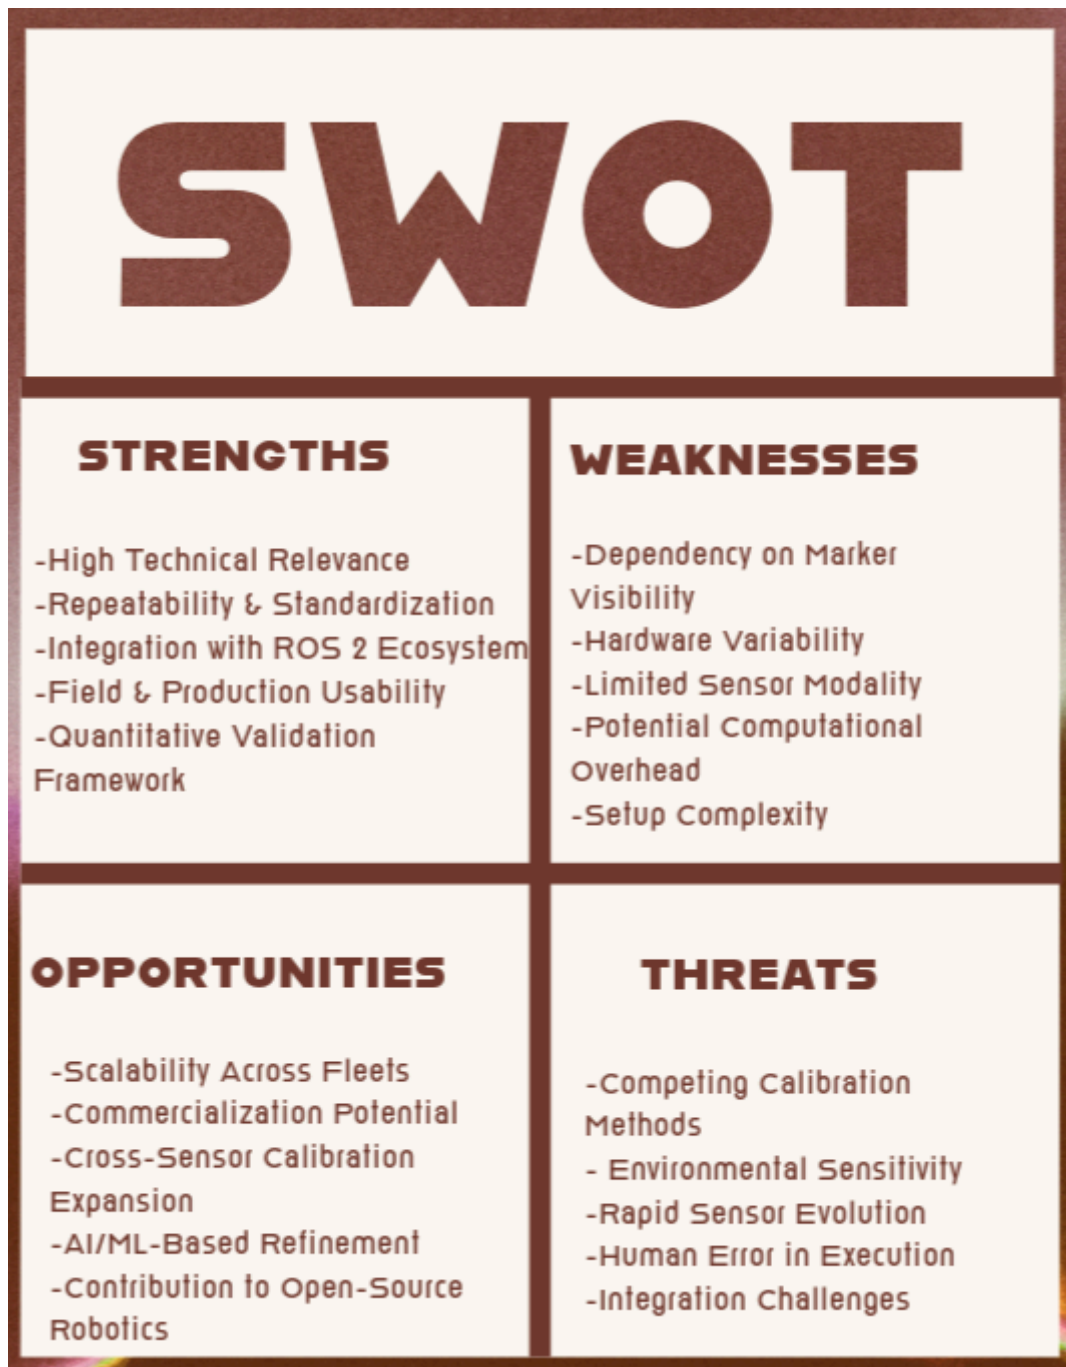 SWOT
STRENGTHS
-High Technical Relevance
-Repeatability & Standardization
-Integration with ROS 2 Ecosystem
-Field & Production Usability
-Quantitative Validation
Framework
WEAKNESSES
-Dependency on Marker
Visibility
-Hardware Variability
-Limited Sensor Modality
-Potential Computational
Overhead
-Setup Complexity
OPPORTUNITIES
-Scalability Across Fleets
-Commercialization Potential
-Cross-Sensor Calibration
Expansion
-AI/ML-Based Refinement
-Contribution to Open-Source
Robotics
THREATS
-Competing Calibration
Methods
- Environmental Sensitivity
-Rapid Sensor Evolution
-Human Error in Execution
-Integration Challenges